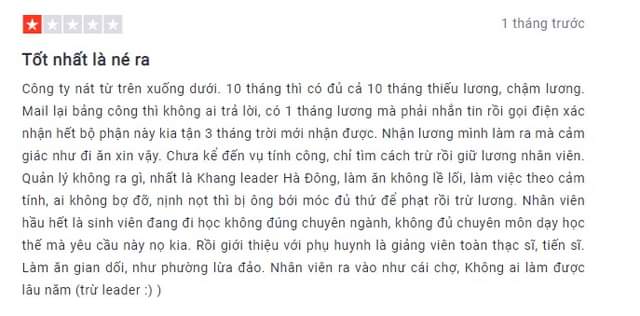 1 tháng trước
Tốt nhất là né ra
Công ty nát từ trên xuống dưới. 10 tháng thì có đủ cả 10 tháng thiếu lương, chậm lương.
Mail lại bảng công thì không ai trả lời, có 1 tháng lương mà phải nhắn tin rồi gọi điện xác
nhận hết bộ phận này kia tận 3 tháng trời mới nhận được. Nhận lương mình làm ra mà cảm
giác như đi ăn xin vậy. Chưa kể đến vụ tính công, chỉ tìm cách trừ rồi giữ lương nhân viên.
Quản lý không ra gì, nhất là Khang leader Hà Đông, làm ăn không lề lối, làm việc theo cảm
tính, ai không bợ đỡ, nịnh nọt thì bị ông bới móc đủ thứ để phạt rồi trừ lương. Nhân viên
hầu hết là sinh viên đang đi học không đúng chuyên ngành, không đủ chuyên môn dạy học
thế mà yêu cầu này nọ kia. Rồi giới thiệu với phụ huynh là giảng viên toàn thạc sĩ, tiến sĩ.
Làm ăn gian dối, như phường lừa đảo. Nhân viên ra vào như cái chợ, Không ai làm được
lâu năm (trừ leader :) )